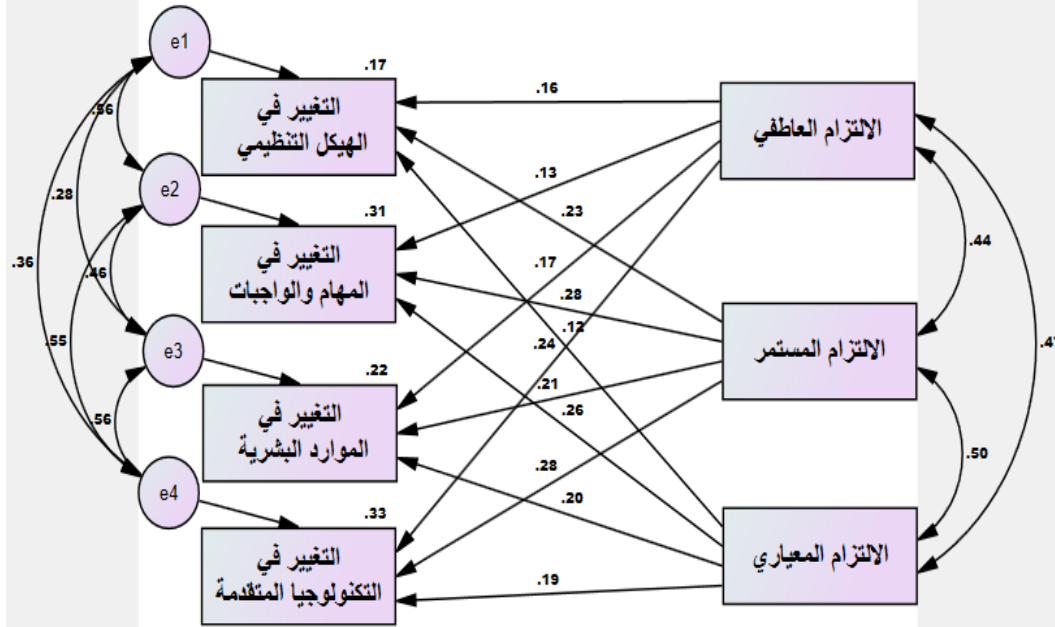 e1
.17
التغيير في
الهيكل التنظيمي
.16
الالتزام العاطفي
.56
e2
.13
.28
.31
.23
.44
التغيير في
المهام والواجبات
.17
.36
.46
.28
.12
.55
e3
.24
الالتزام المستمر
.22
.21
.26
.56
التغيير في
الموارد البشرية
.50
.28
e4
.20
.33
التغيير في
التكنولوجيا المتقدمة
.19
الالتزام المعياري